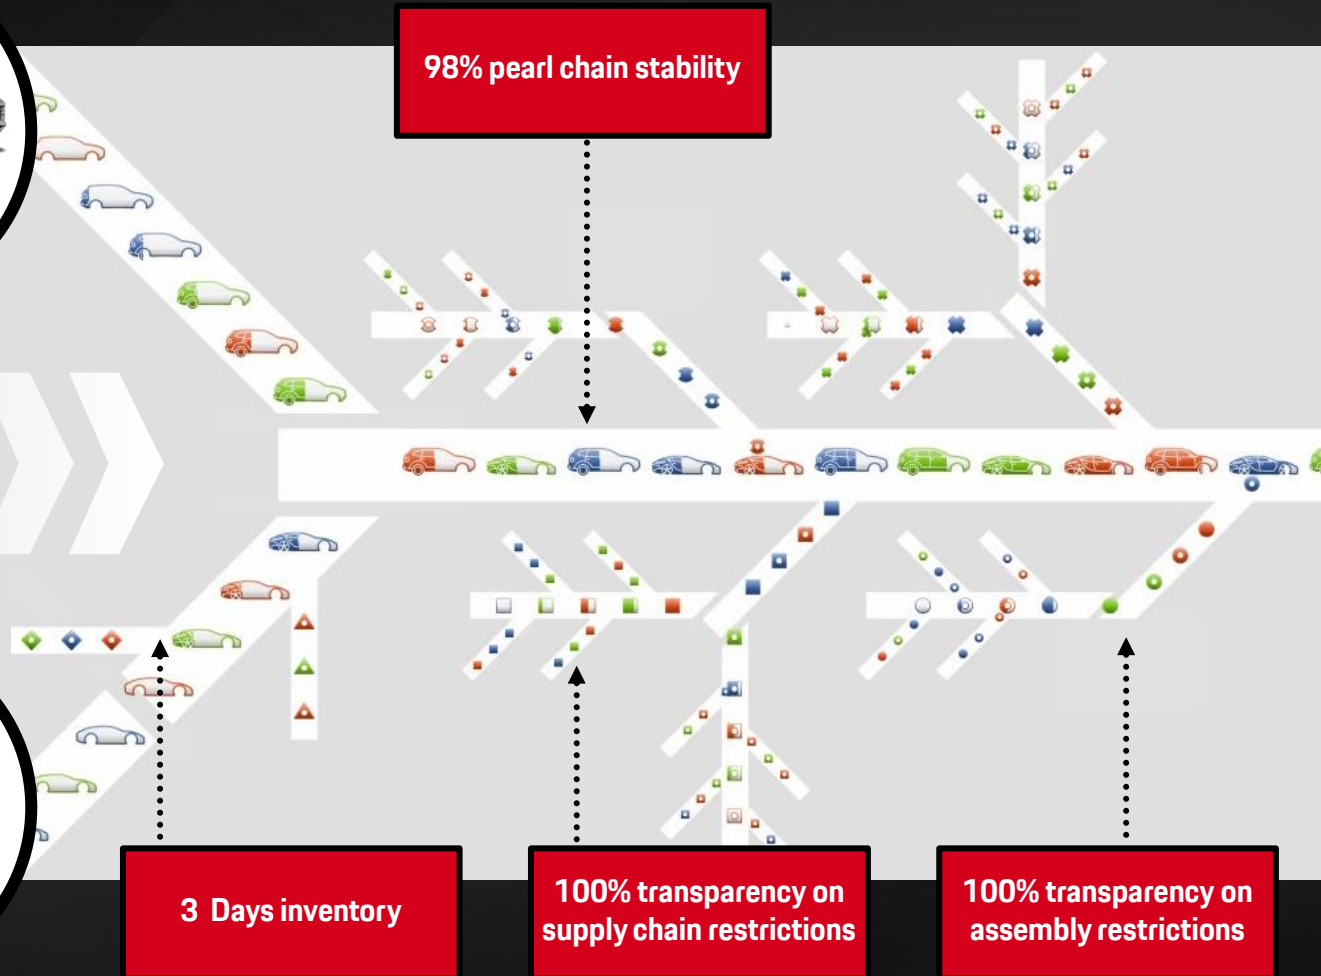 98% pearl chain stability
3 Days inventory
100% transparency on
supply chain restrictions
100% transparency on
assembly restrictions